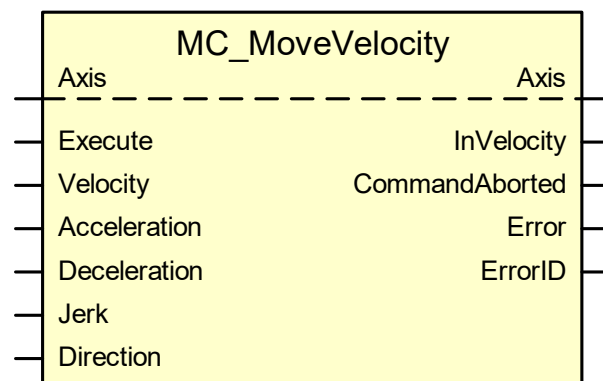 MC_MoveVelocity
Axis Axis
Execute InVelocity
Velocity CommandAborted
Acceleration Error
Deceleration ErrorID
Jerk
Direction